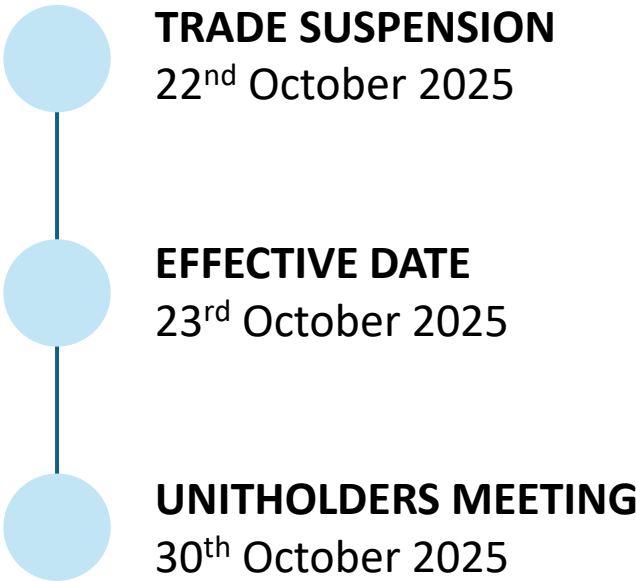 TRADE SUSPENSION
22nd October 2025
EFFECTIVE DATE
23rd October 2025
UNITHOLDERS MEETING
30th October 2025